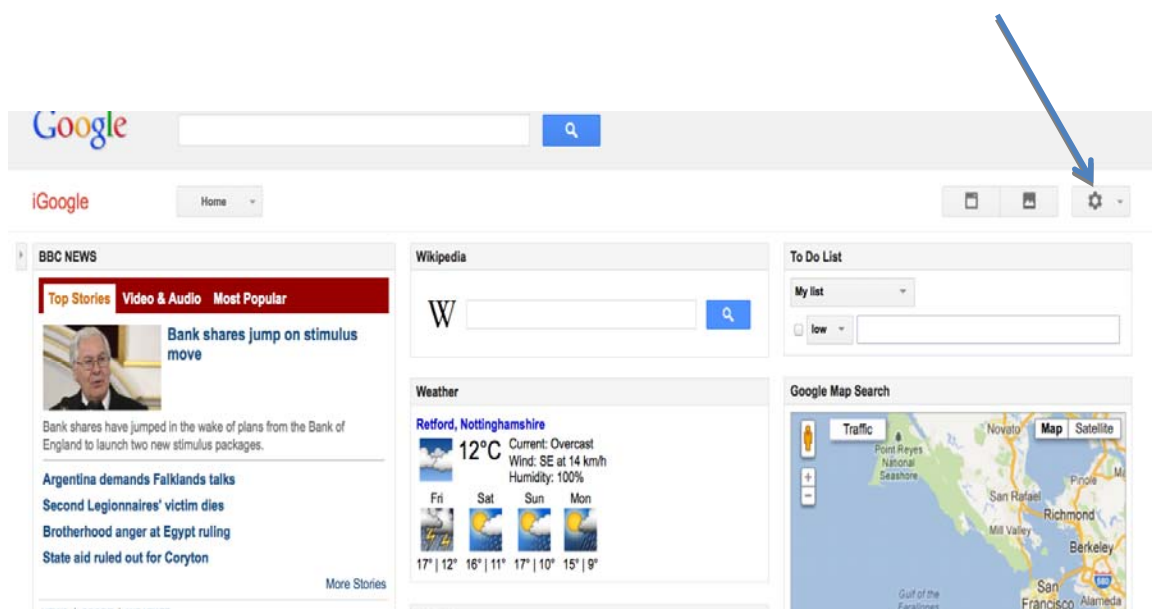 Google
iGoogle
Home
BBC NEWS
Top Stories Video & Audio Most Popular
Bank shares jump on stimulus
move
Bank shares have jumped in the wake of plans from the Bank of
England to launch two new stimulus packages.
Argentina demands Falklands talks
Second Legionnaires' victim dies
Brotherhood anger at Egypt ruling
State aid ruled out for Coryton
More Stories
Wikipedia
W
Weather
Retford, Nottinghamshire
12°C
Current: Overcast
Wind: SE at 14 km/h
Humidity: 100%
Fri Sat Sun Mon
17° | 12° 16° | 11° 17° | 10° 15° | 9°
To Do List
My list
low
Google Map Search
Traffic
Map Satellite
Novato
Point Reyes
National
Seashore
Pinole
San Rafael
Richmond
Mill Valley
Berkeley
580
Gulf of the
Farallones
San
Francisco
Alameda